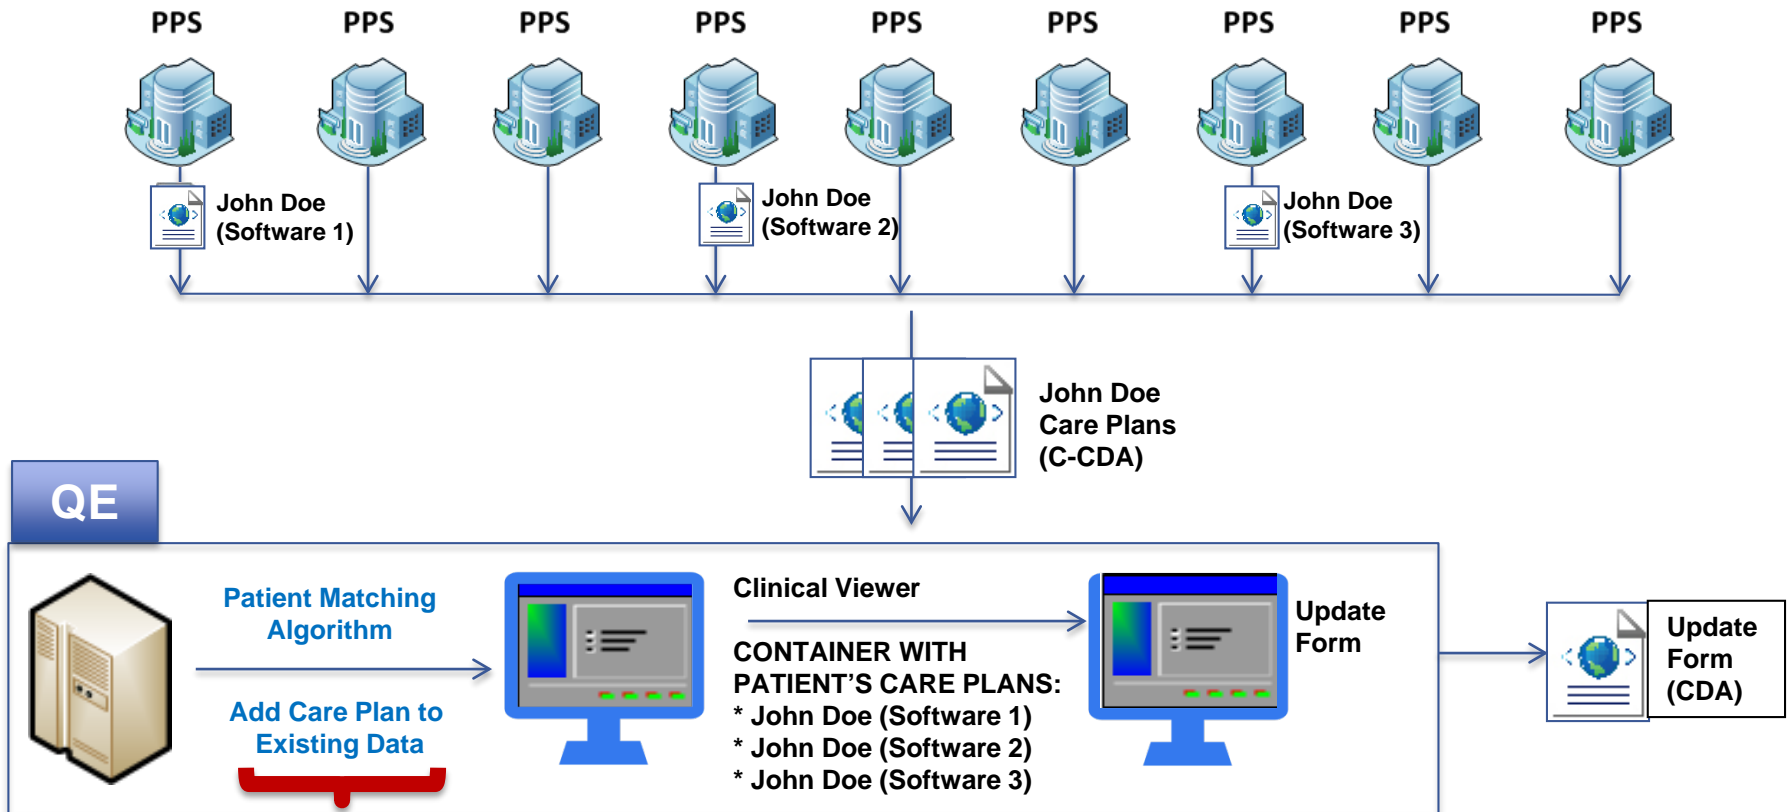 PPS PPS PPS PPS PPS PPS PPS PPS PPS
John Doe
(Software 1)
John Doe
(Software 2)
John Doe
(Software 3)
John Doe
Care Plans
(C-CDA)
QE
Patient Matching
Algorithm
Add Care Plan to
Existing Data
Clinical Viewer
CONTAINER WITH
PATIENT’S CARE PLANS:
* John Doe (Software 1)
* John Doe (Software 2)
* John Doe (Software 3)
Update
Form
Update
Form
(CDA)